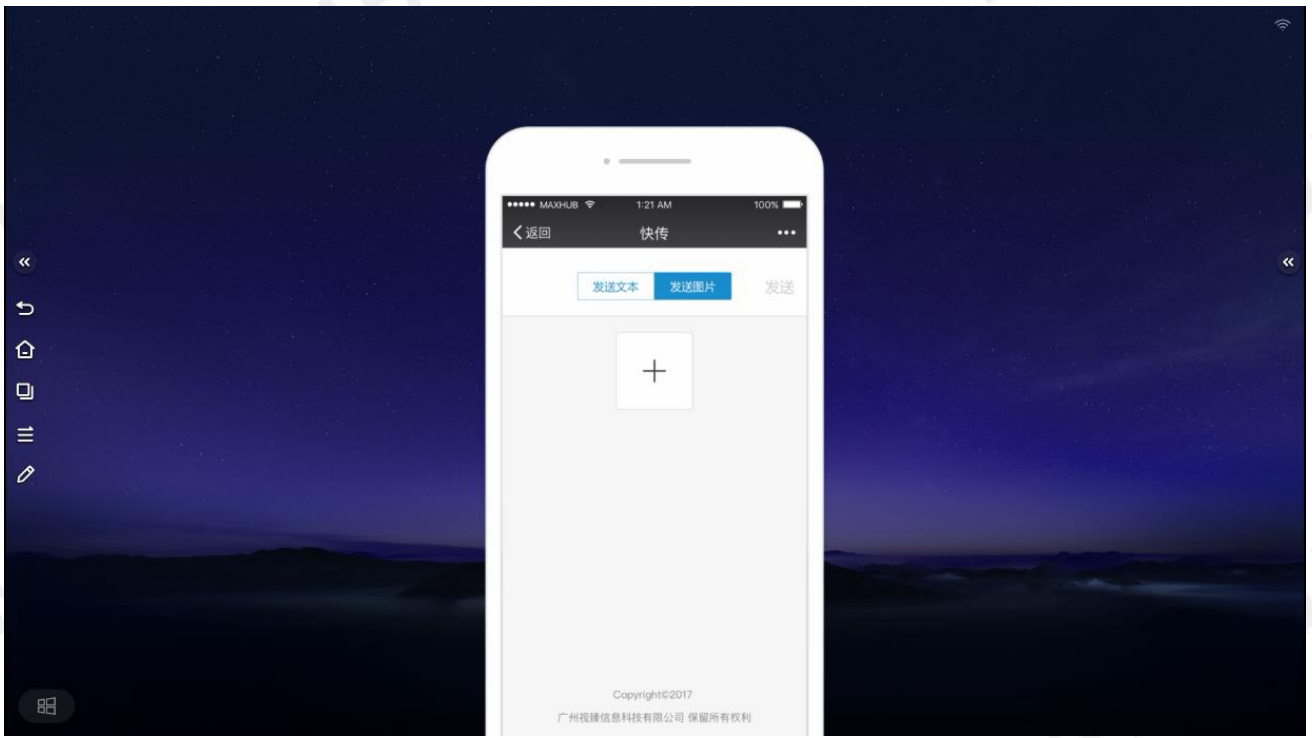 MAXHUB 1:21 AM 100%
返回 快传
发送文本 发送图片 发送
Copyright©2017
广州视臻信息科技有限公司 保留所有权利